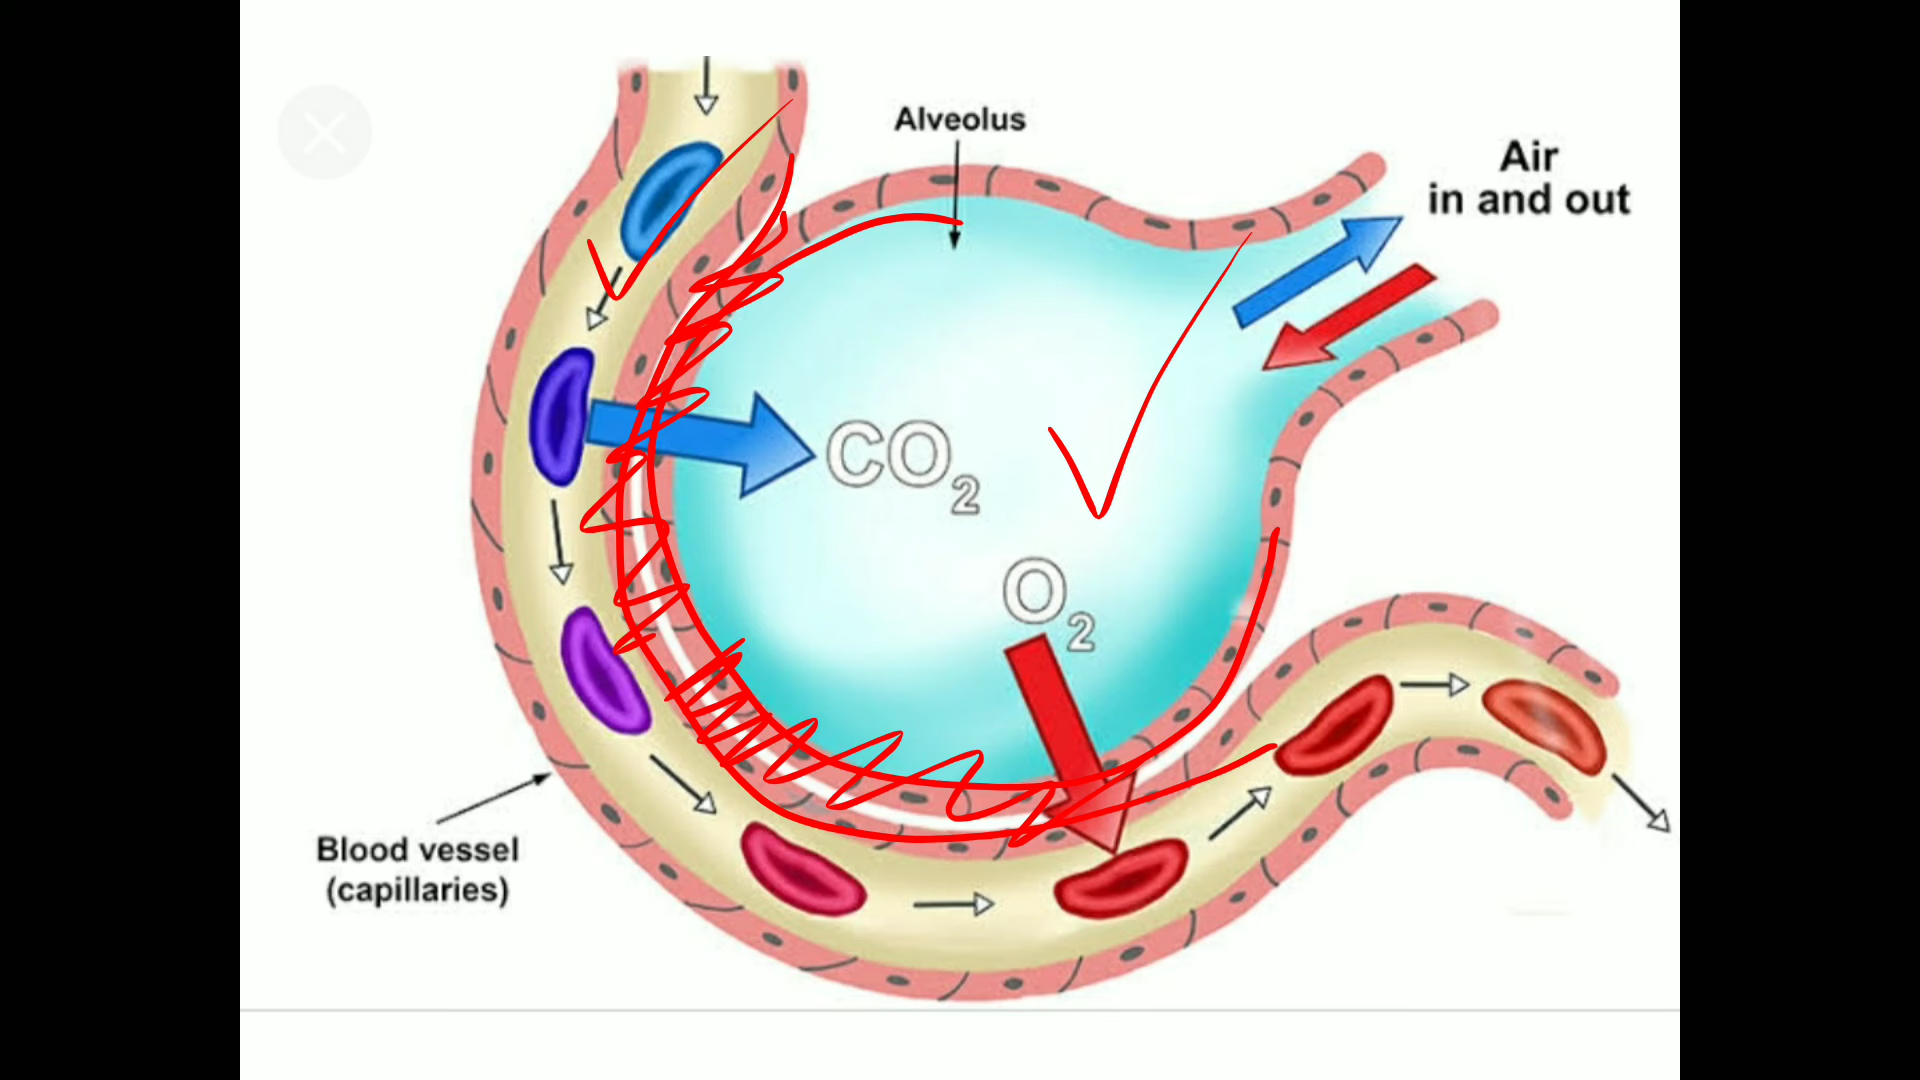 Alveolus
Air
in and out
CO₂
O₂
Blood vessel
(capillaries)